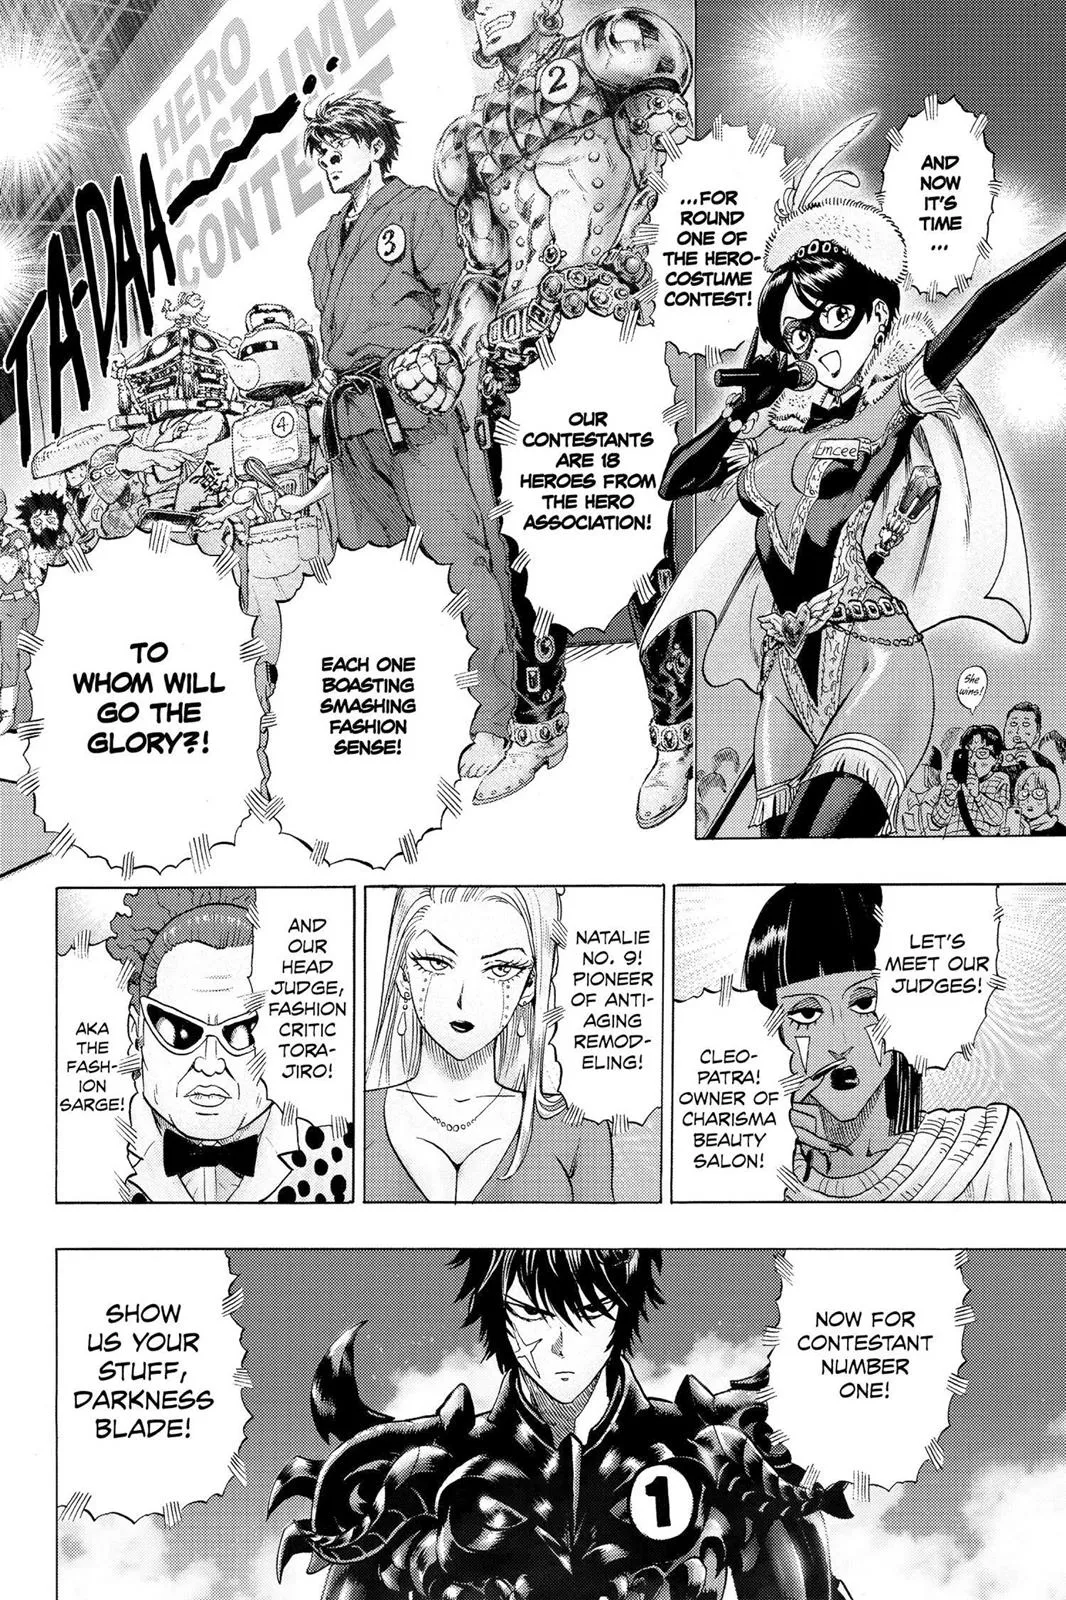 AND
NOW
IT'S
TIME
...
...FOR
ROUND
ONE OF
THE HERO-
COSTUME
CONTEST!
Emcee
She
wins!
HERO
COSTUME
CONTEST
TA-DAA
2
3
4
OUR
CONTESTANTS
ARE 18
HEROES FROM
THE HERO
ASSOCIATION!
EACH ONE
BOASTING
SMASHING
FASHION
SENSE!
TO
WHOM WILL
GO THE
GLORY?!
LET'S
MEET OUR
JUDGES!
CLEO-
PATRA!
OWNER OF
CHARISMA
BEAUTY
SALON!
NATALIE
NO. 9!
PIONEER
OF ANTI-
AGING
REMOD-
ELING!
AND
OUR
HEAD
JUDGE,
FASHION
CRITIC
TORA-
JIRO!
AKA
THE
FASH-
ION
SARGE!
NOW FOR
CONTESTANT
NUMBER
ONE!
SHOW
US YOUR
STUFF,
DARKNESS
BLADE!
1